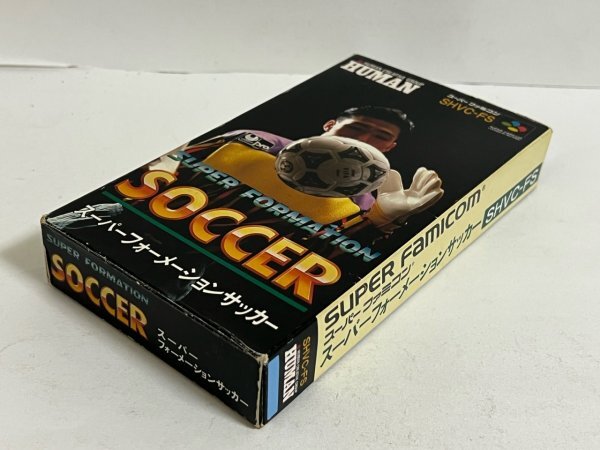 HUMAN
スーパーファミコン
SHVC-FS
SUPER FORMATION
SOCCER
スーパーフォーメーションサッカー
SUPER FORMATION
SOCCER
スーパー
フォーメーションサッカー
SUPER FAMICOM
スーパーファミコン
スーパーフォーメーションサッカー
SHVC-FS
HUMAN
SHVC-FS